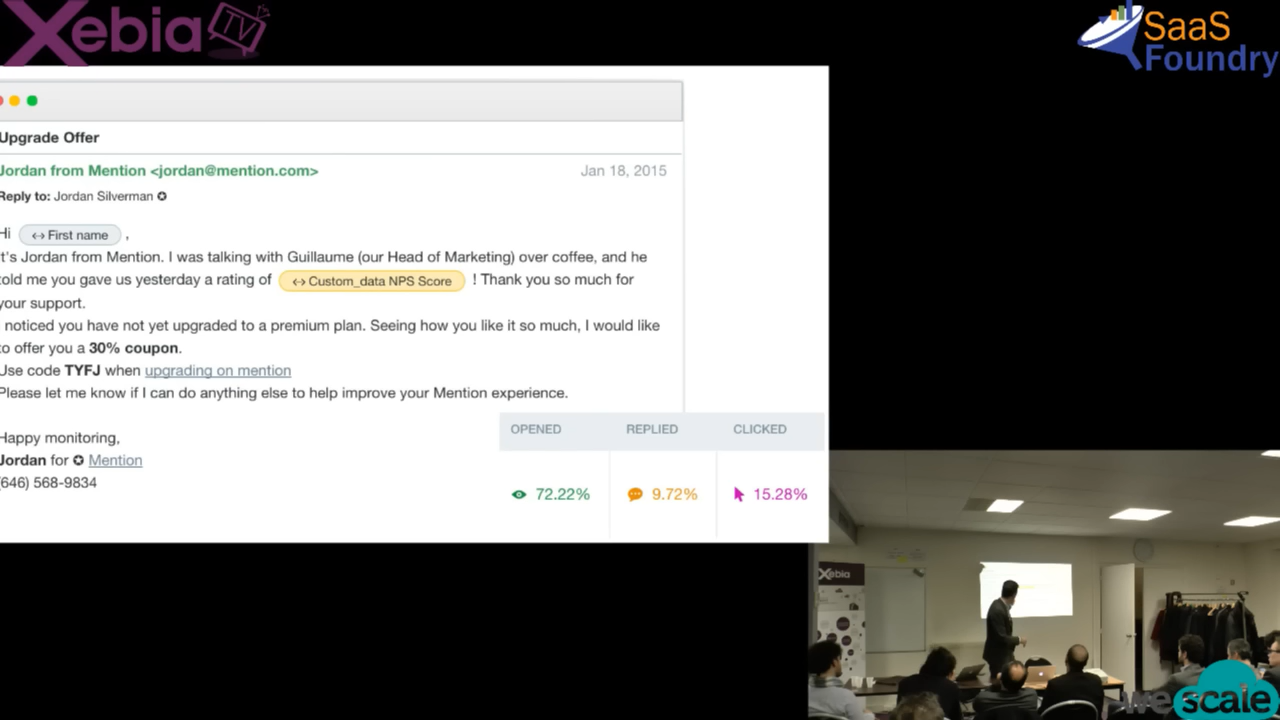 Xebia TV
SaaS
Foundry
Upgrade Offer
Jordan from Mention <jordan@mention.com>
Jan 18, 2015
Reply to: Jordan Silverman
Hi ↔ First name ,
t's Jordan from Mention. I was talking with Guillaume (our Head of Marketing) over coffee, and he
told me you gave us yesterday a rating of ↔ Custom_data NPS Score ! Thank you so much for
your support.
noticed you have not yet upgraded to a premium plan. Seeing how you like it so much, I would like
to offer you a 30% coupon.
Use code TYFJ when upgrading on mention
Please let me know if I can do anything else to help improve your Mention experience.
Happy monitoring,
Jordan for Mention
(646) 568-9834
OPENED REPLIED CLICKED
72.22% 9.72% 15.28%
Xebia
we scale